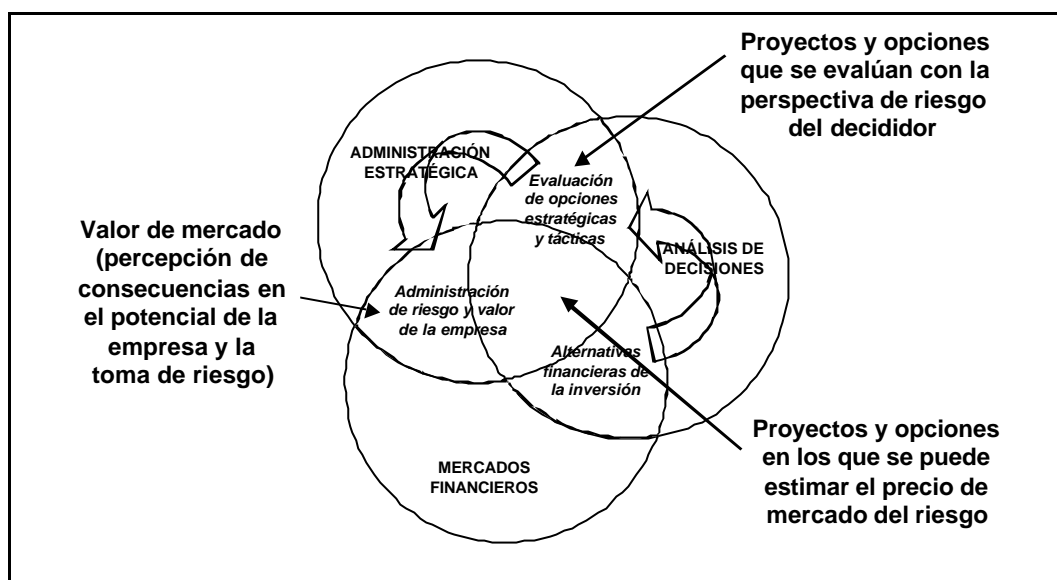 Proyectos y opciones
que se evalúan con la
perspectiva de riesgo
del decididor
ADMINISTRACIÓN
ESTRATÉGICA
Evaluación
de opciones
estratégicas
y tácticas
Valor de mercado
(percepción de
consecuencias en
el potencial de la
empresa y la
toma de riesgo)
ANÁLISIS DE
DECISIONES
Administración
de riesgo y valor
de la empresa
Alternativas
financieras de
la inversión
MERCADOS
FINANCIEROS
Proyectos y opciones
en los que se puede
estimar el precio de
mercado del riesgo